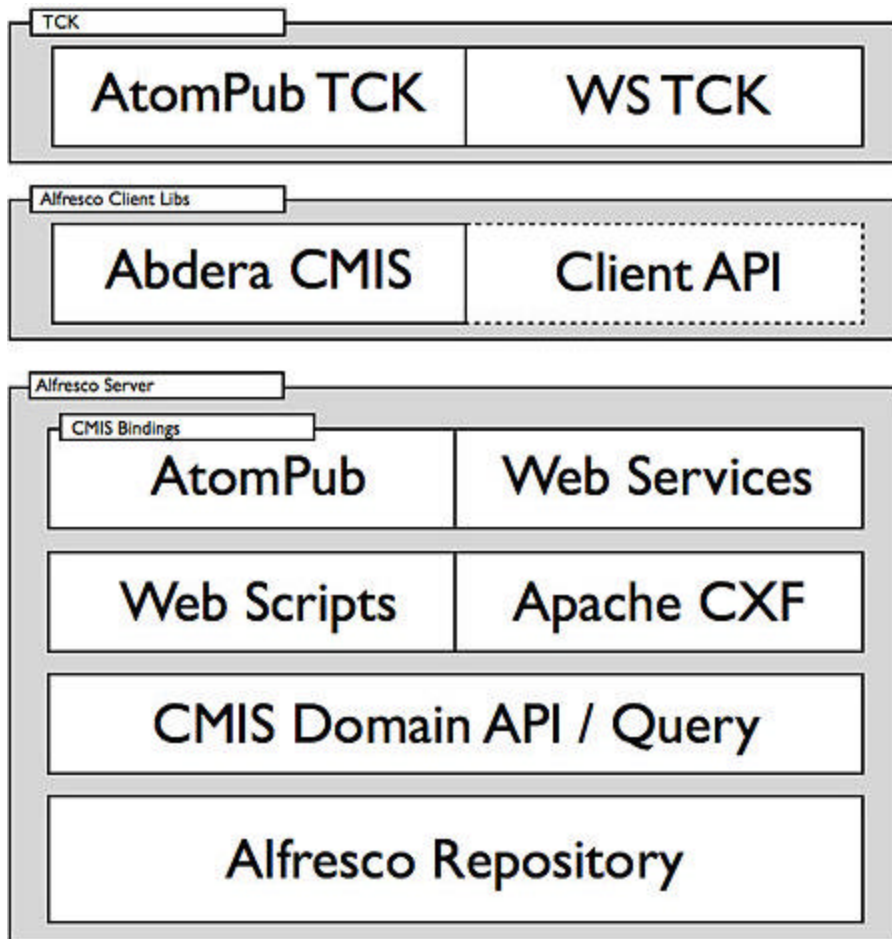 TCK
AtomPub TCK
WS TCK
Alfresco Client Libs
Abdera CMIS
Client API
Alfresco Server
CMIS Bindings
AtomPub
Web Services
Web Scripts
Apache CXF
CMIS Domain API / Query
Alfresco Repository